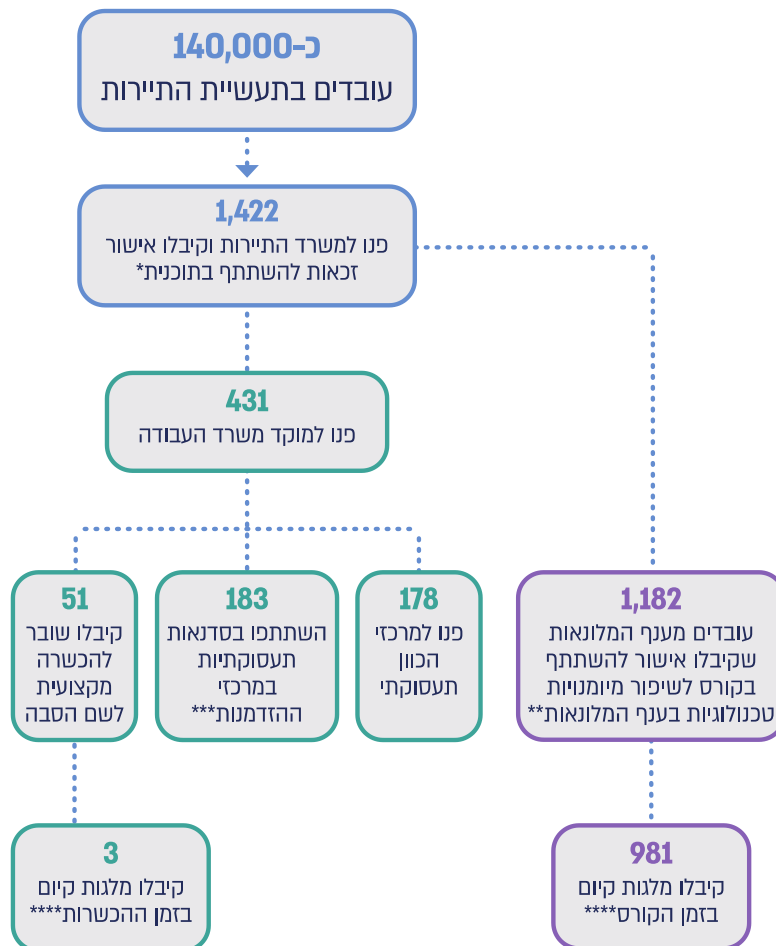 כ-140,000
עובדים בתעשיית התיירות
1,422
פנו למשרד התיירות וקיבלו אישור
זכאות להשתתף בתוכנית*
431
פנו למוקד משרד העבודה
1,182
עובדים מענף המלונאות
שקיבלו אישור להשתתף
בקורס לשיפור מיומנויות
טכנולוגיות בענף המלונאות**
178
פנו למרכזי
הכוון
תעסוקתי
183
השתתפו בסדנאות
תעסוקתיות
במרכזי
ההזדמנות***
51
קיבלו שובר
להכשרה
מקצועית
לשם הסבה
981
קיבלו מלגות קיום
בזמן הקורס****
3
קיבלו מלגות קיום
בזמן ההכשרות****